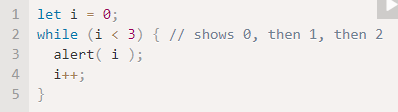 1 let i = 0;
2 while (i < 3) { // shows 0, then 1, then 2
3   alert( i );
4   i++;
5 }